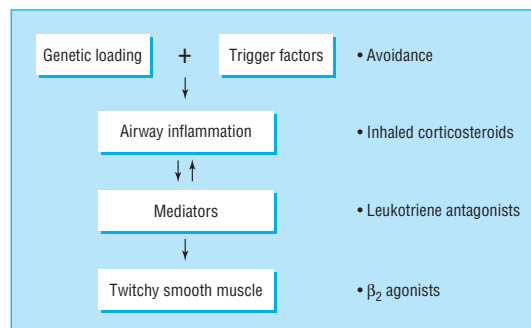 Genetic loading + Trigger factors • Avoidance
↓
Airway inflammation • Inhaled corticosteroids
↓↑
Mediators • Leukotriene antagonists
↓
Twitchy smooth muscle • β₂ agonists